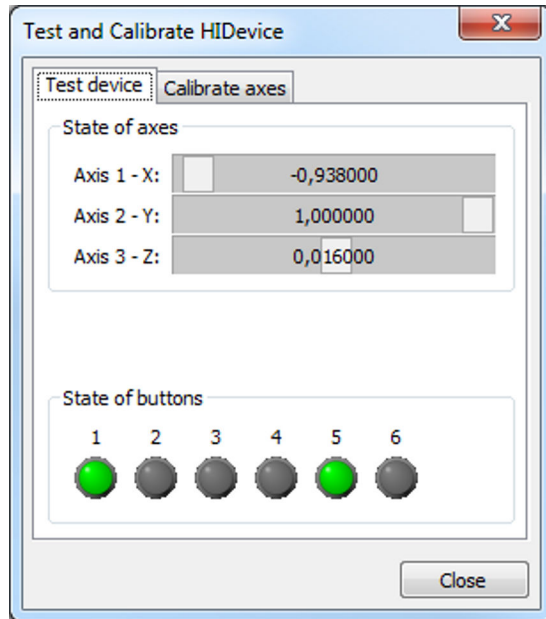 Test and Calibrate HIDevice
Test device Calibrate axes
State of axes
Axis 1 - X: -0,938000
Axis 2 - Y: 1,000000
Axis 3 - Z: 0,016000
State of buttons
1 2 3 4 5 6
Close